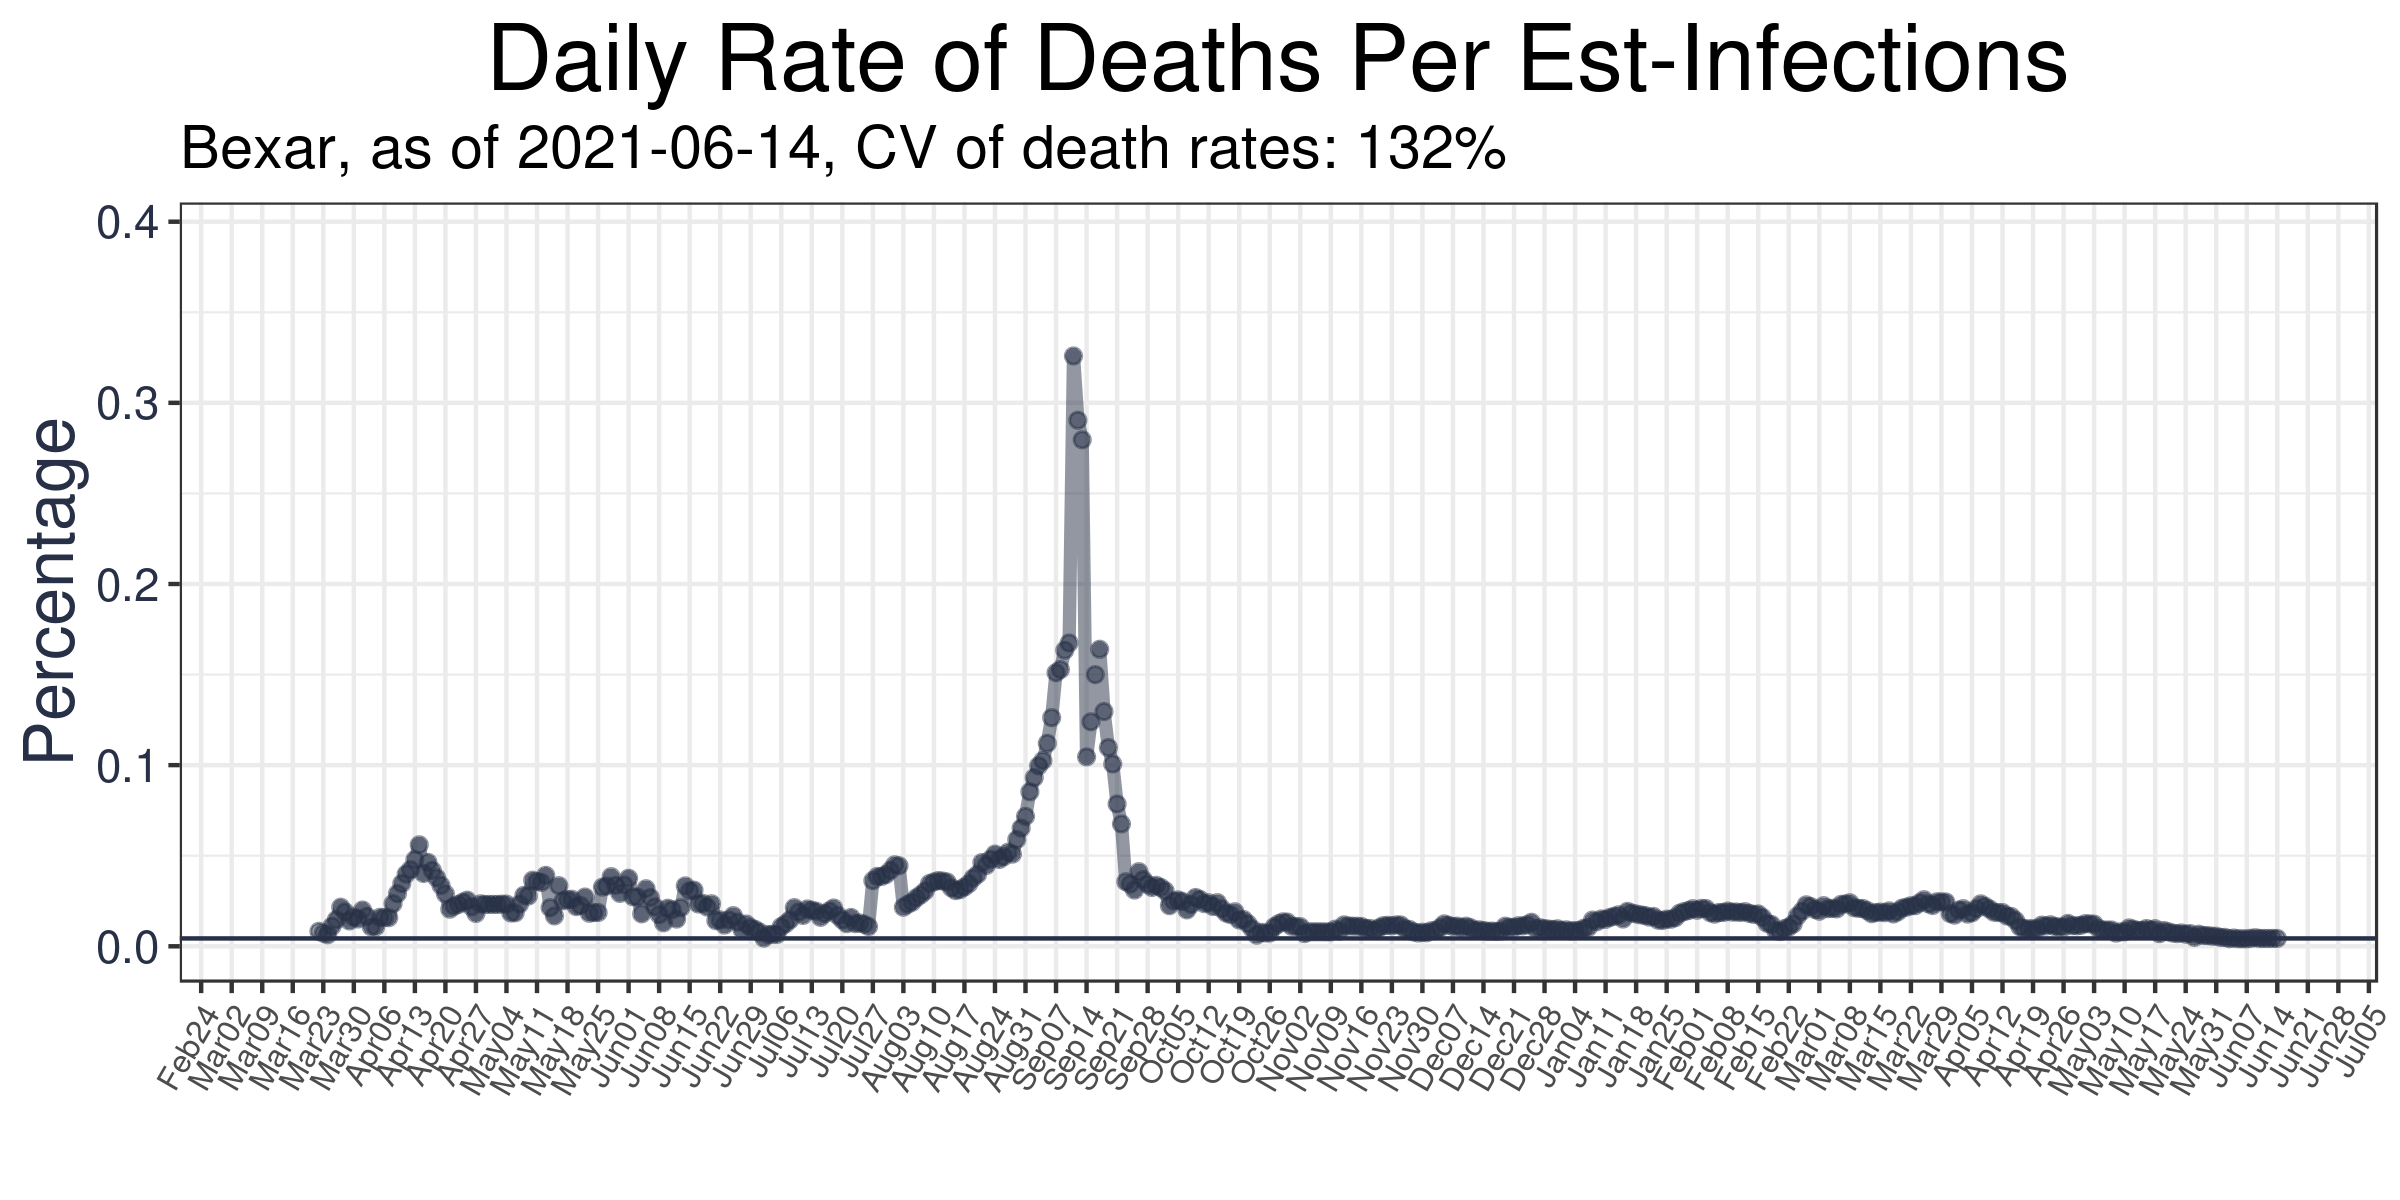 Daily Rate of Deaths Per Est-Infections
Bexar, as of 2021-06-14, CV of death rates: 132%
Percentage
0.4
0.3
0.2
0.1
0.0
Feb24
Mar02
Mar09
Mar16
Mar23
Mar30
Apr06
Apr13
Apr20
Apr27
May04
May11
May18
May25
Jun01
Jun08
Jun15
Jun22
Jun29
Jul06
Jul13
Jul20
Jul27
Aug03
Aug10
Aug17
Aug24
Aug31
Sep07
Sep14
Sep21
Sep28
Oct05
Oct12
Oct19
Oct26
Nov02
Nov09
Nov16
Nov23
Nov30
Dec07
Dec14
Dec21
Dec28
Jan04
Jan11
Jan18
Jan25
Feb01
Feb08
Feb15
Feb22
Mar01
Mar08
Mar15
Mar22
Mar29
Apr05
Apr12
Apr19
Apr26
May03
May10
May17
May24
May31
Jun07
Jun14
Jun21
Jun28
Jul05